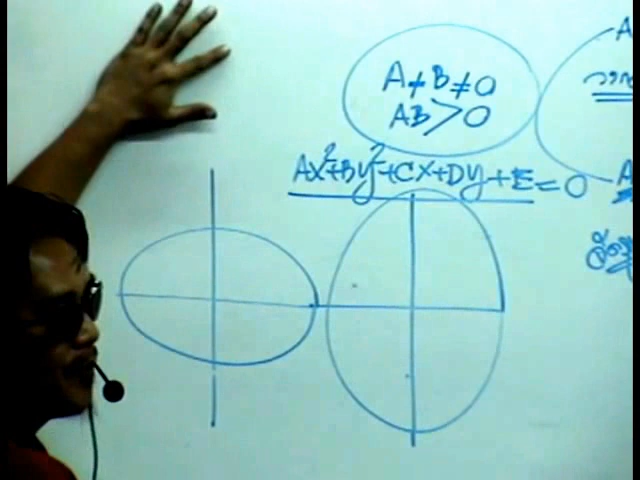 A ≠ B ≠ 0
AB > 0
Ax²+By²+Cx+Dy+E=0
A
A